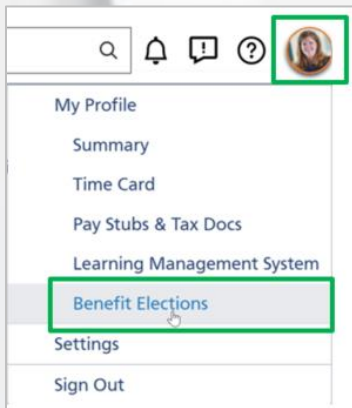 My Profile
Summary
Time Card
Pay Stubs & Tax Docs
Learning Management System
Benefit Elections
Settings
Sign Out